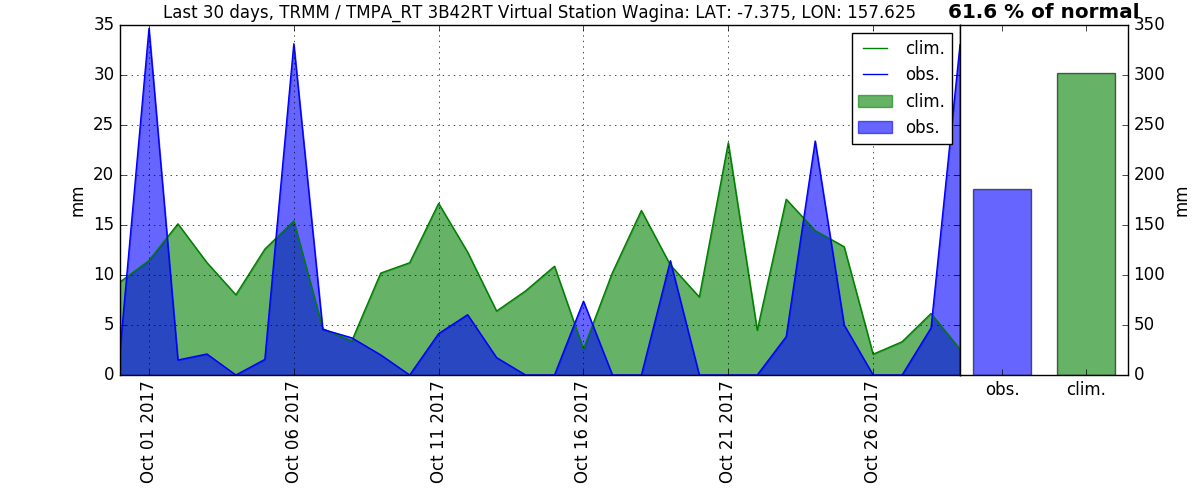 Last 30 days, TRMM / TMPA_RT 3B42RT Virtual Station Wagina: LAT: -7.375, LON: 157.625
61.6 % of normal
35
30
25
20
15
10
5
0
mm
clim.
obs.
clim.
obs.
350
300
250
200
150
100
50
0
mm
obs.
clim.
Oct 01 2017
Oct 06 2017
Oct 11 2017
Oct 16 2017
Oct 21 2017
Oct 26 2017